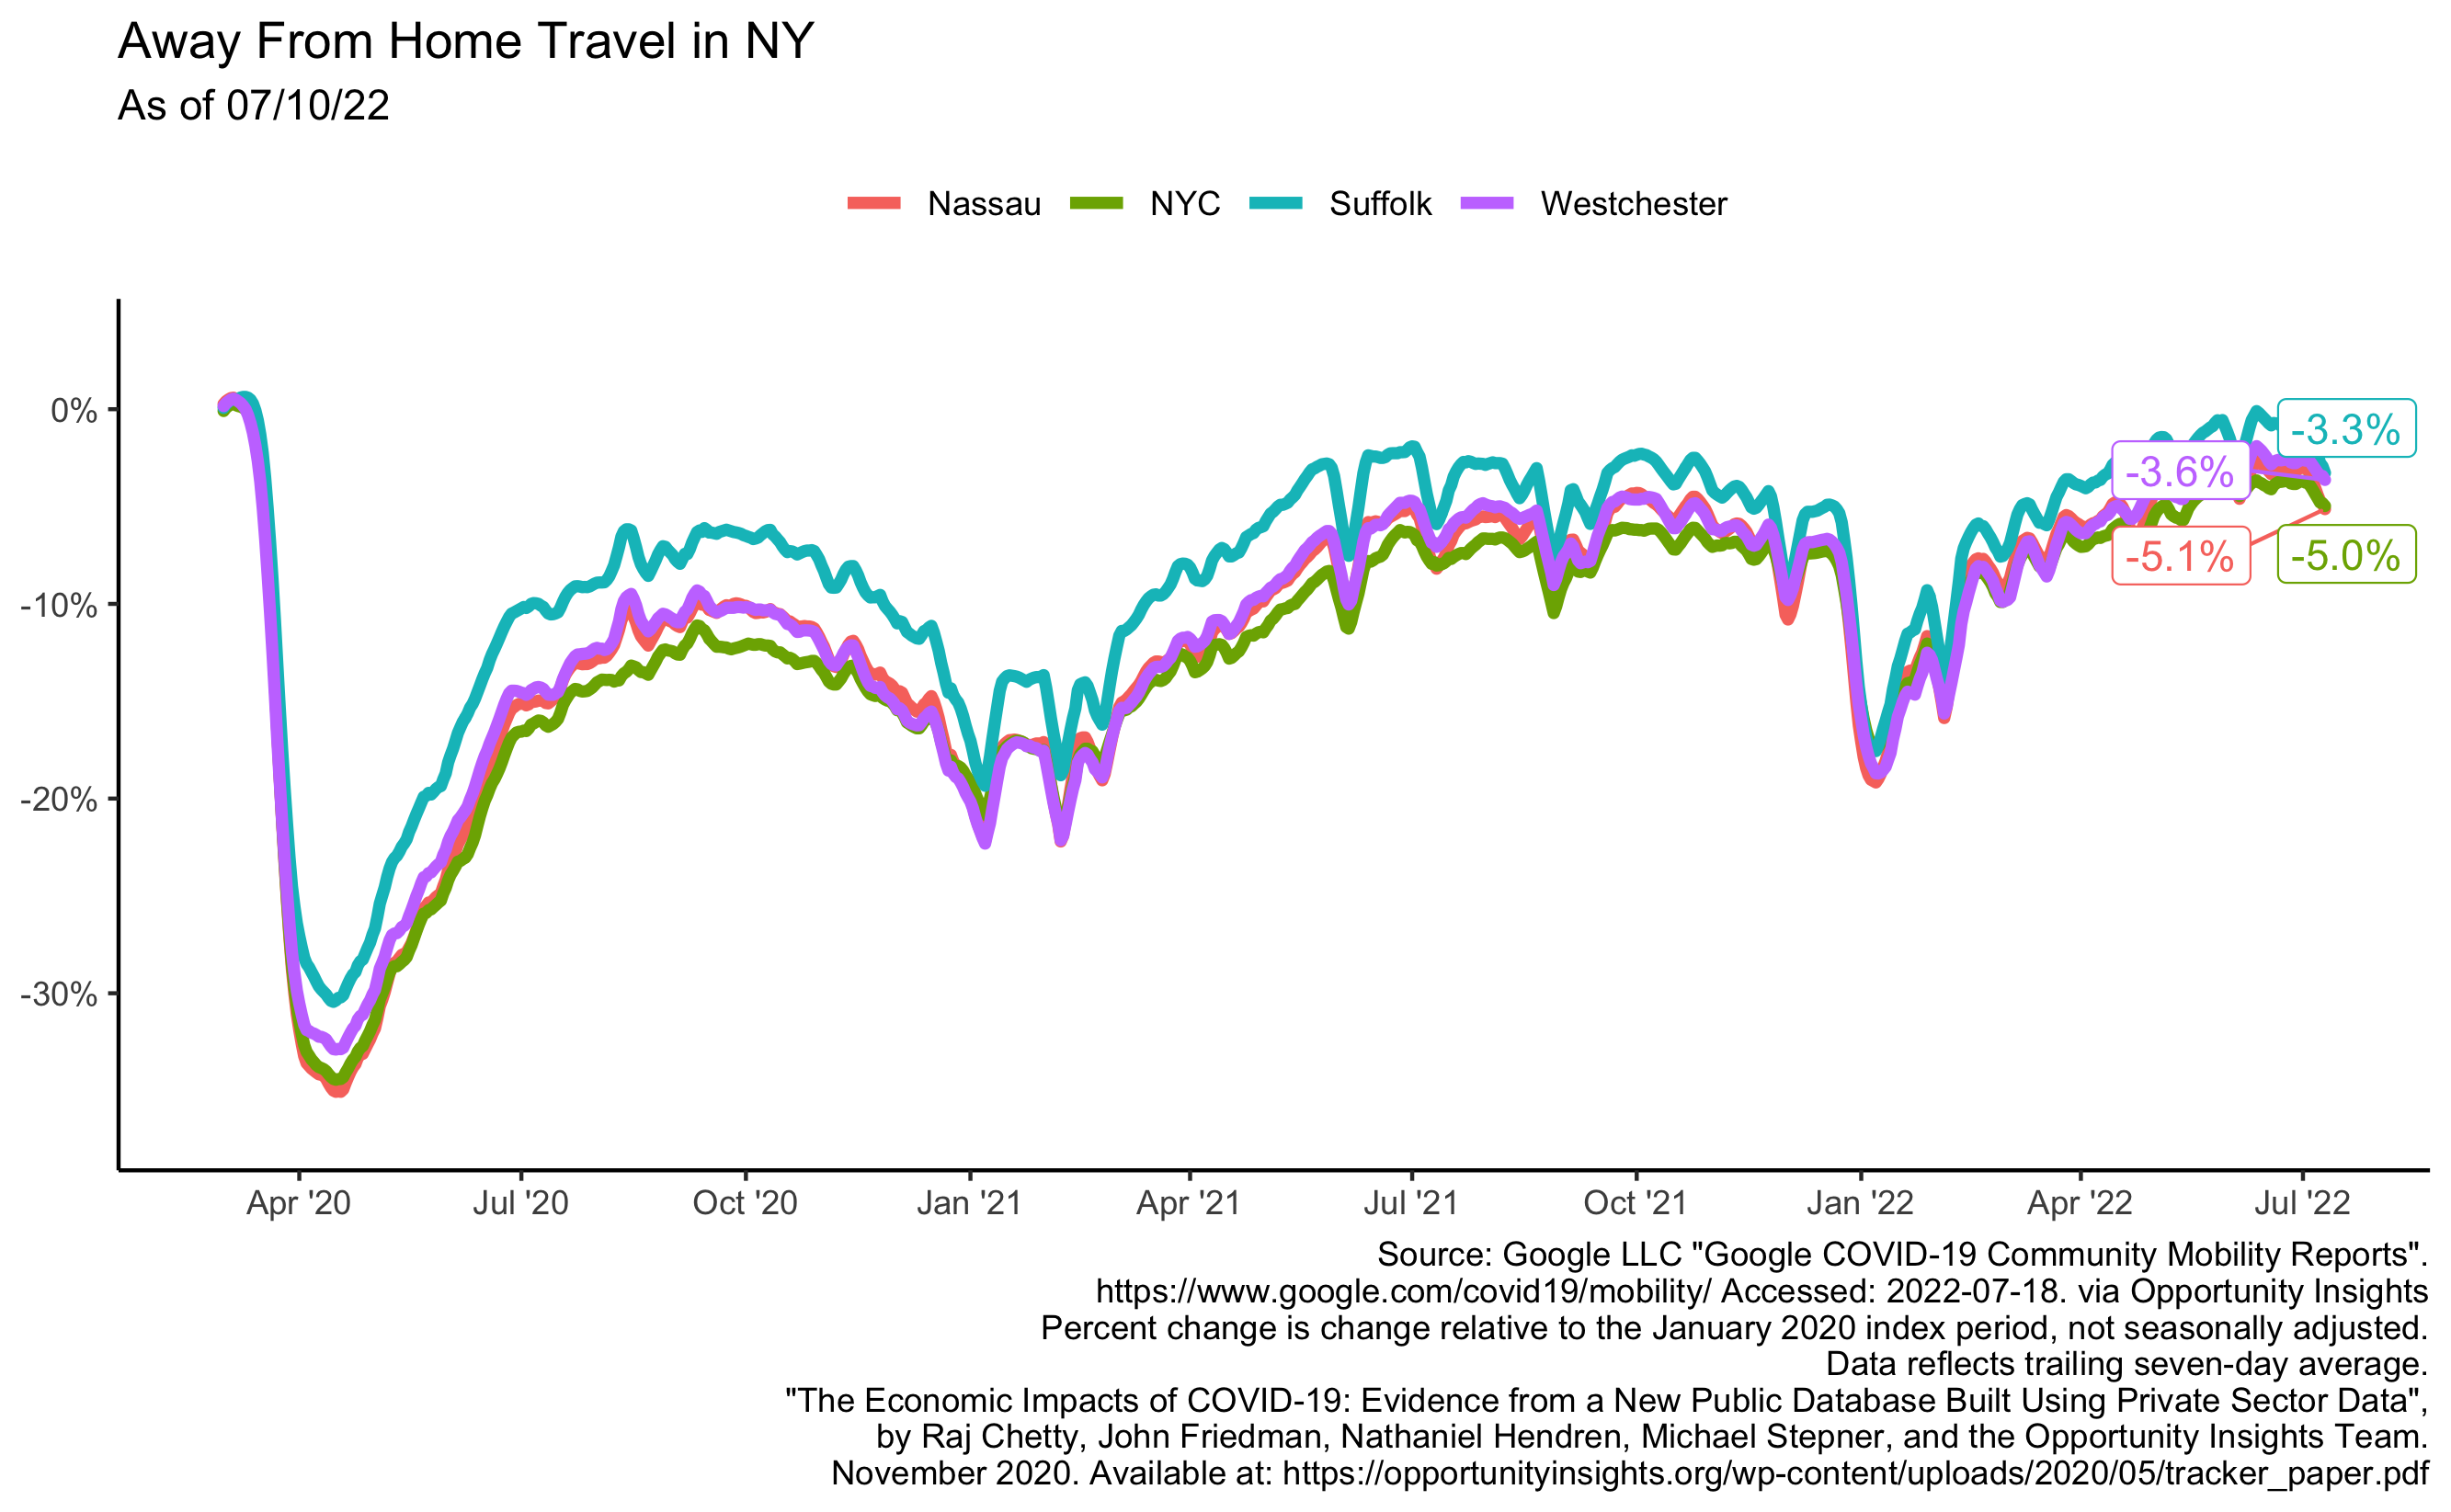 Away From Home Travel in NY
As of 07/10/22
Nassau NYC Suffolk Westchester
0%
-10%
-20%
-30%
-3.3%
-3.6%
-5.1%
-5.0%
Apr '20 Jul '20 Oct '20 Jan '21 Apr '21 Jul '21 Oct '21 Jan '22 Apr '22 Jul '22
Source: Google LLC "Google COVID-19 Community Mobility Reports".
https://www.google.com/covid19/mobility/ Accessed: 2022-07-18. via Opportunity Insights
Percent change is change relative to the January 2020 index period, not seasonally adjusted.
Data reflects trailing seven-day average.
"The Economic Impacts of COVID-19: Evidence from a New Public Database Built Using Private Sector Data",
by Raj Chetty, John Friedman, Nathaniel Hendren, Michael Stepner, and the Opportunity Insights Team.
November 2020. Available at: https://opportunityinsights.org/wp-content/uploads/2020/05/tracker_paper.pdf